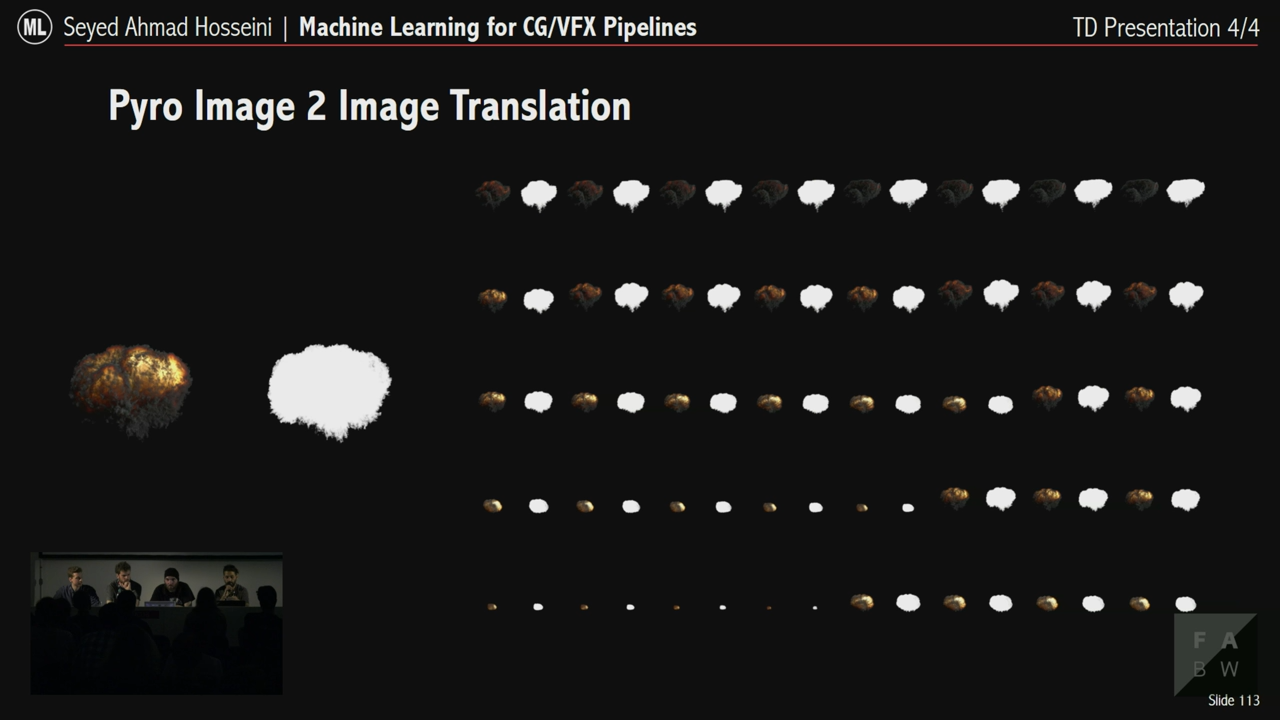 ML Seyed Ahmad Hosseini | Machine Learning for CG/VFX Pipelines
TD Presentation 4/4
Pyro Image 2 Image Translation
F A
B W
Slide 113